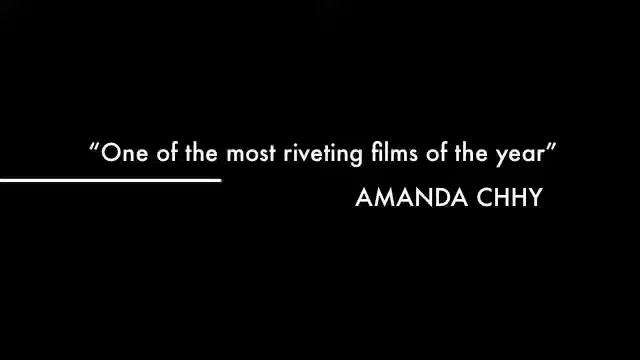 “One of the most riveting films of the year”
AMANDA CHHY